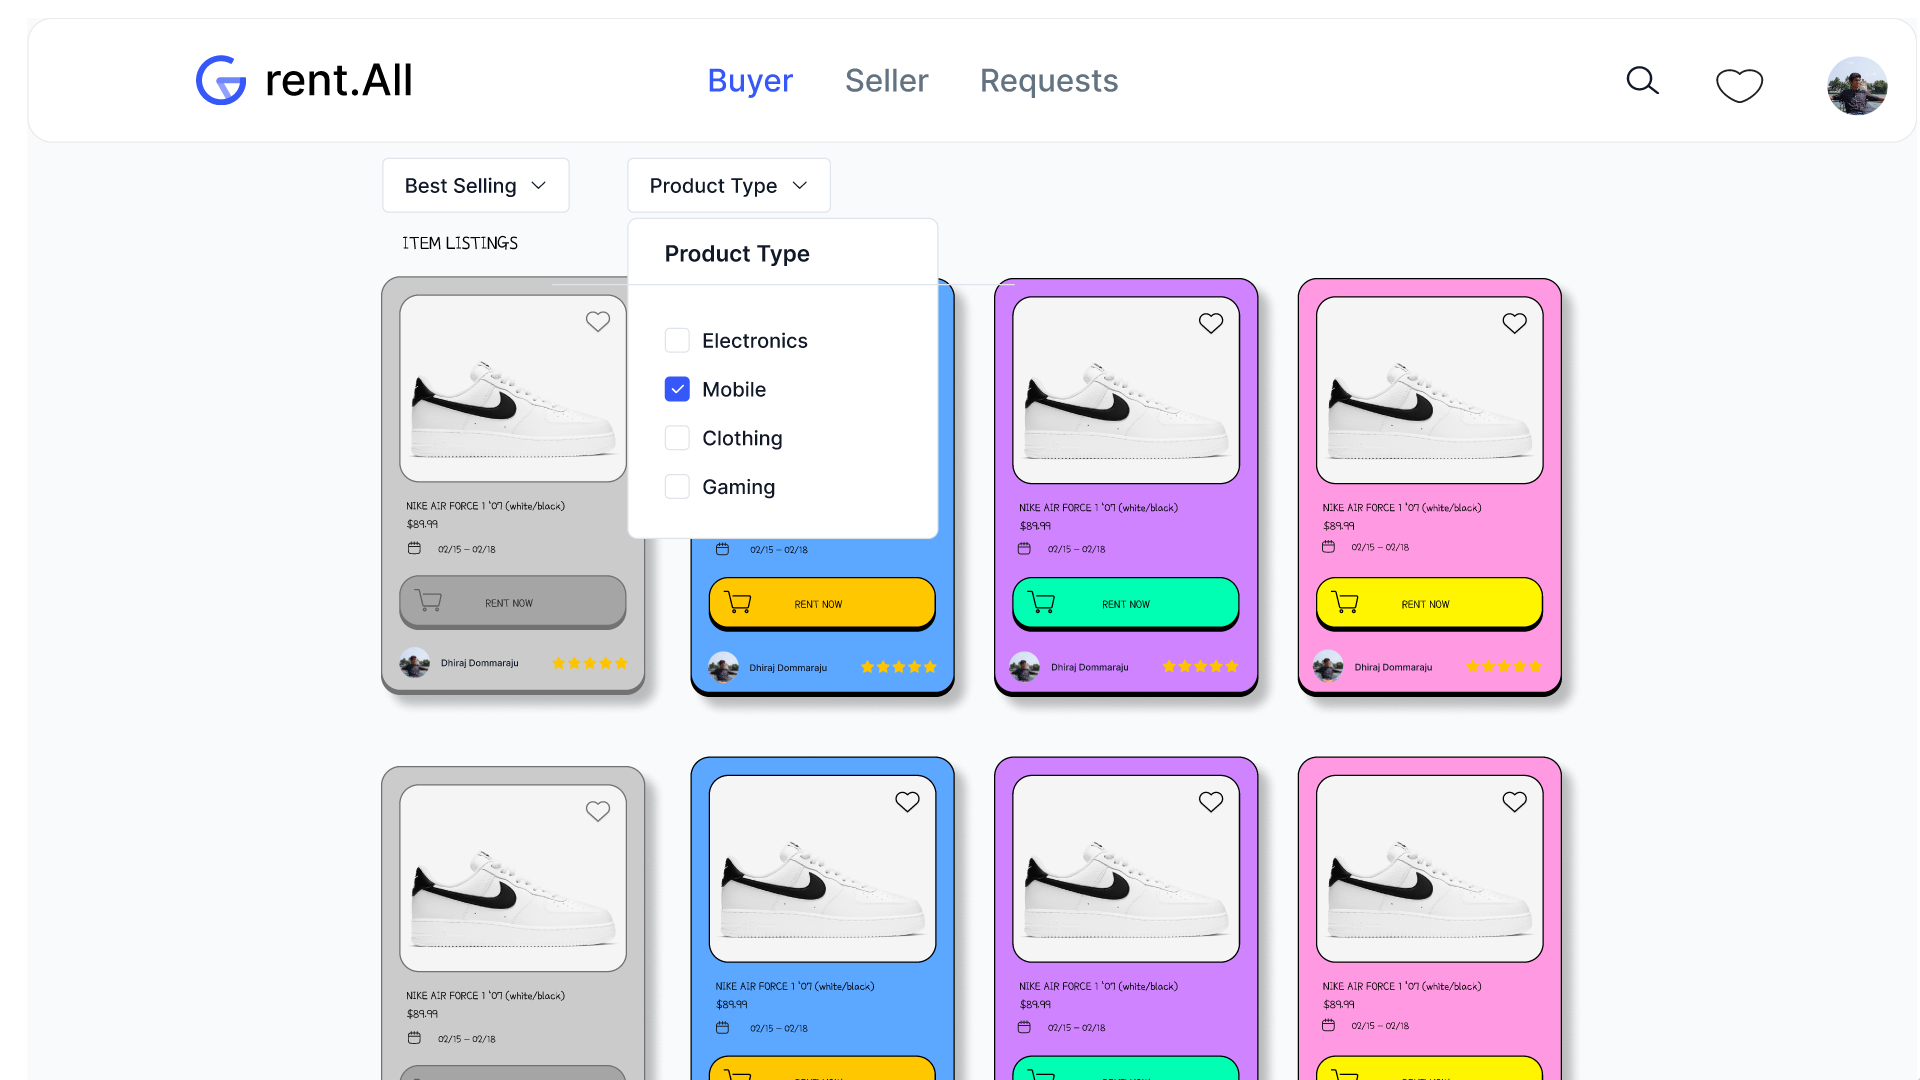 rent.All
Buyer Seller Requests
Best Selling
Product Type
ITEM LISTINGS
Product Type
Electronics
Mobile
Clothing
Gaming
NIKE AIR FORCE 1 '07 (white/black)
$89.99
02/15 – 02/18
RENT NOW
Dhiraj Dommaraju
02/15 – 02/18
RENT NOW
Dhiraj Dommaraju
NIKE AIR FORCE 1 '07 (white/black)
$89.99
02/15 – 02/18
RENT NOW
Dhiraj Dommaraju
NIKE AIR FORCE 1 '07 (white/black)
$89.99
02/15 – 02/18
RENT NOW
Dhiraj Dommaraju
NIKE AIR FORCE 1 '07 (white/black)
$89.99
02/15 – 02/18
NIKE AIR FORCE 1 '07 (white/black)
$89.99
02/15 – 02/18
NIKE AIR FORCE 1 '07 (white/black)
$89.99
02/15 – 02/18
NIKE AIR FORCE 1 '07 (white/black)
$89.99
02/15 – 02/18